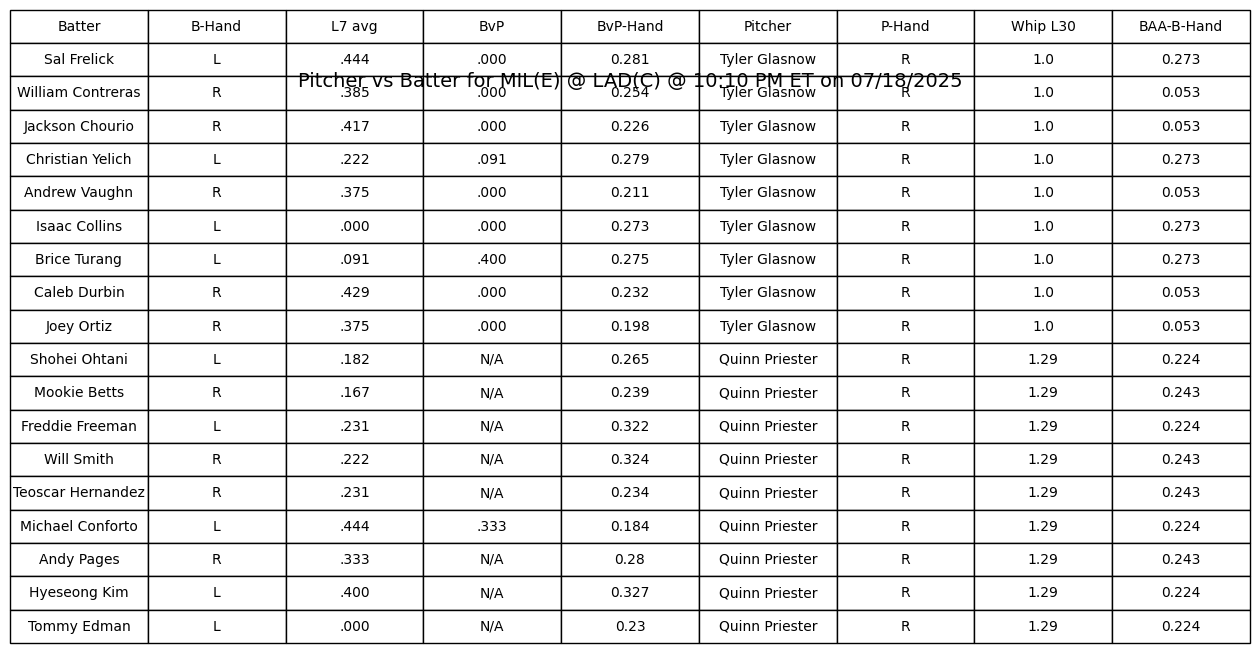 Batter B-Hand L7 avg BvP BvP-Hand Pitcher P-Hand Whip L30 BAA-B-Hand
Sal Frelick L .444 .000 0.281 Tyler Glasnow R 1.0 0.273
Pitcher vs Batter for MIL(E) @ LAD(C) @ 10:10 PM ET on 07/18/2025
William Contreras R .385 .000 0.254 Tyler Glasnow R 1.0 0.053
Jackson Chourio R .417 .000 0.226 Tyler Glasnow R 1.0 0.053
Christian Yelich L .222 .091 0.279 Tyler Glasnow R 1.0 0.273
Andrew Vaughn R .375 .000 0.211 Tyler Glasnow R 1.0 0.053
Isaac Collins L .000 .000 0.273 Tyler Glasnow R 1.0 0.273
Brice Turang L .091 .400 0.275 Tyler Glasnow R 1.0 0.273
Caleb Durbin R .429 .000 0.232 Tyler Glasnow R 1.0 0.053
Joey Ortiz R .375 .000 0.198 Tyler Glasnow R 1.0 0.053
Shohei Ohtani L .182 N/A 0.265 Quinn Priester R 1.29 0.224
Mookie Betts R .167 N/A 0.239 Quinn Priester R 1.29 0.243
Freddie Freeman L .231 N/A 0.322 Quinn Priester R 1.29 0.224
Will Smith R .222 N/A 0.324 Quinn Priester R 1.29 0.243
Teoscar Hernandez R .231 N/A 0.234 Quinn Priester R 1.29 0.243
Michael Conforto L .444 .333 0.184 Quinn Priester R 1.29 0.224
Andy Pages R .333 N/A 0.28 Quinn Priester R 1.29 0.243
Hyeseong Kim L .400 N/A 0.327 Quinn Priester R 1.29 0.224
Tommy Edman L .000 N/A 0.23 Quinn Priester R 1.29 0.224